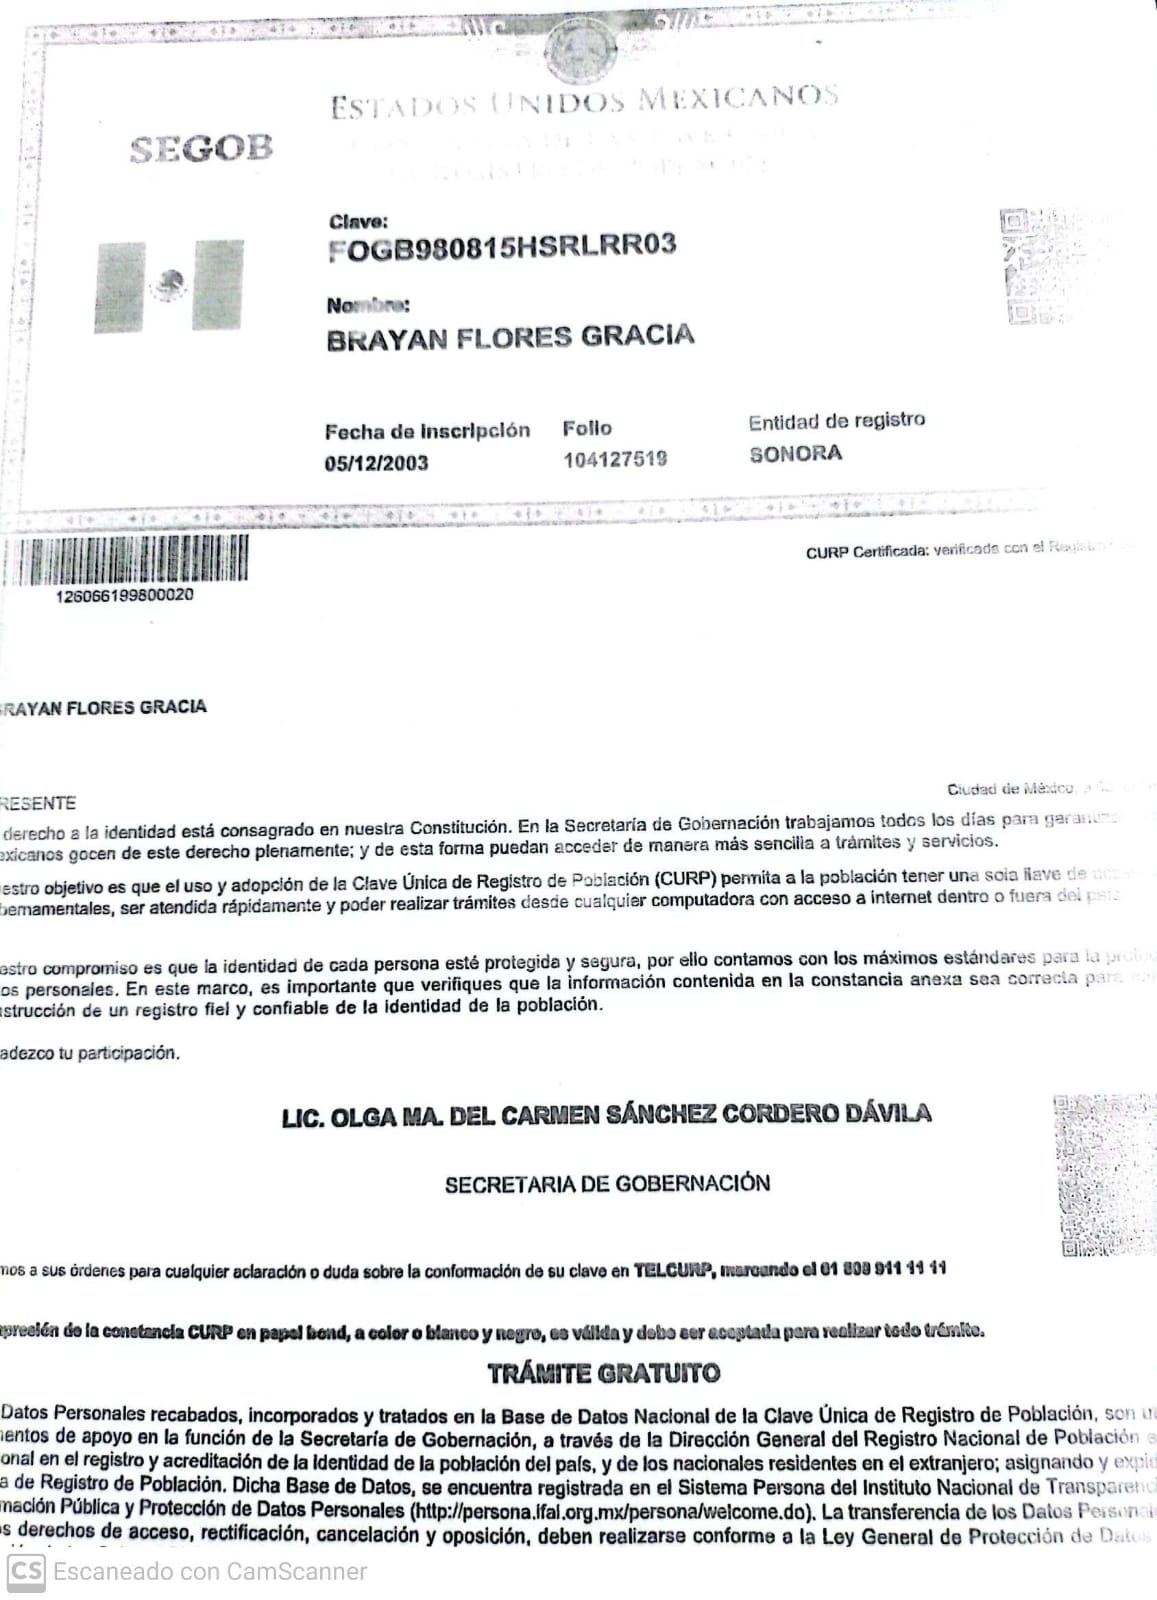 ESTADOS UNIDOS MEXICANOS
SEGOB
Clave:
FOGB980815HSRLRR03
Nombre:
BRAYAN FLORES GRACIA
Fecha de Inscripción Folio Entidad de registro
05/12/2003 104127519 SONORA
CURP Certificada: verificada con el
126066199800020
RAYAN FLORES GRACIA
Ciudad de México, a
RESENTE
derecho a la identidad está consagrado en nuestra Constitución. En la Secretaría de Gobernación trabajamos todos los días para
exicanos gocen de este derecho plenamente; y de esta forma puedan acceder de manera más sencilla a trámites y servicios.
estro objetivo es que el uso y adopción de la Clave Única de Registro de Población (CURP) permita a la población tener una sola llave de
bernamentales, ser atendida rápidamente y poder realizar trámites desde cualquier computadora con acceso a internet dentro o fuera del país
estro compromiso es que la identidad de cada persona esté protegida y segura, por ello contamos con los máximos estándares para la
os personales. En este marco, es importante que verifiques que la información contenida en la constancia anexa sea correcta para
strucción de un registro fiel y confiable de la identidad de la población.
adezco tu participación.
LIC. OLGA MA. DEL CARMEN SÁNCHEZ CORDERO DÁVILA
SECRETARIA DE GOBERNACIÓN
mos a sus órdenes para cualquier aclaración o duda sobre la conformación de su clave en TELCURP, marcando el 01 800 911 11 11
presión de la constancia CURP en papel bond, a color o blanco y negro, es válida y debe ser aceptada para realizar todo trámite.
TRÁMITE GRATUITO
Datos Personales recabados, incorporados y tratados en la Base de Datos Nacional de la Clave Única de Registro de Población, son
entos de apoyo en la función de la Secretaría de Gobernación, a través de la Dirección General del Registro Nacional de Población
onal en el registro y acreditación de la identidad de la población del país, y de los nacionales residentes en el extranjero; asignando y
a de Registro de Población. Dicha Base de Datos, se encuentra registrada en el Sistema Persona del Instituto Nacional de Transparenci
mación Pública y Protección de Datos Personales (http://persona.ifai.org.mx/persona/welcome.do). La transferencia de los Datos Personal
s derechos de acceso, rectificación, cancelación y oposición, deben realizarse conforme a la Ley General de Protección de Datos
CS Escaneado con CamScanner